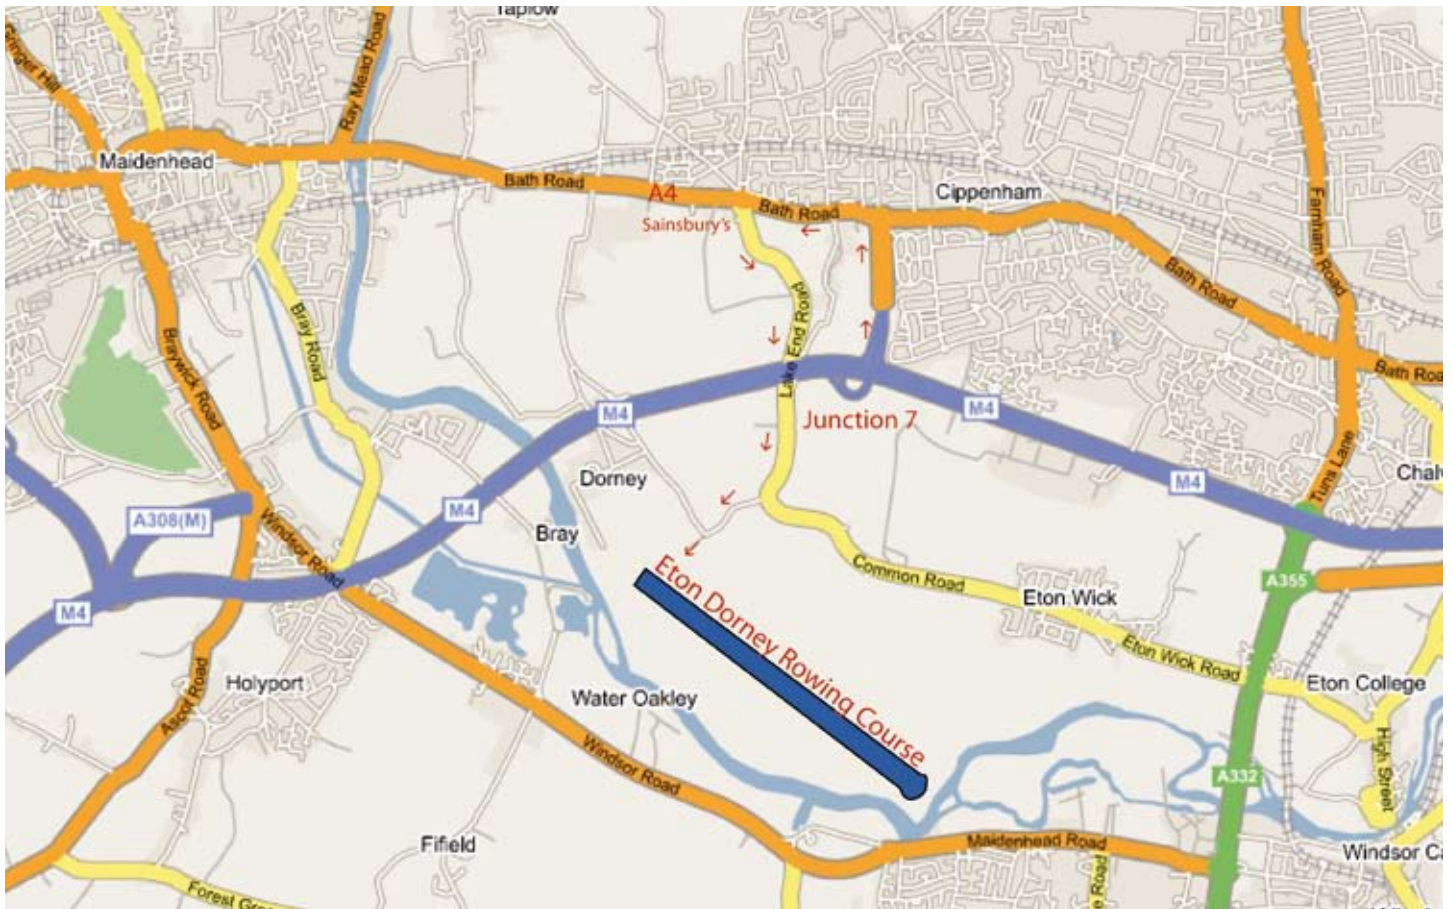 Taplow
Ray Mead Road
Maidenhead
Bath Road
A4
Sainsbury's
Bath Road
Cippenham
Farnham Road
Bath Road
Bray Road
Braywick Road
Lake End Road
M4
Junction 7
M4
Tuns Lane
Dorney
M4
M4
A308(M)
Bray
Windsor Road
Common Road
Eton Wick
A355
M4
Eton Dorney Rowing Course
Eton Wick Road
Eton College
Holyport
Ascot Road
Water Oakley
High Street
Windsor Road
A332
Maidenhead Road
Fifield
Windsor
Road
Forest